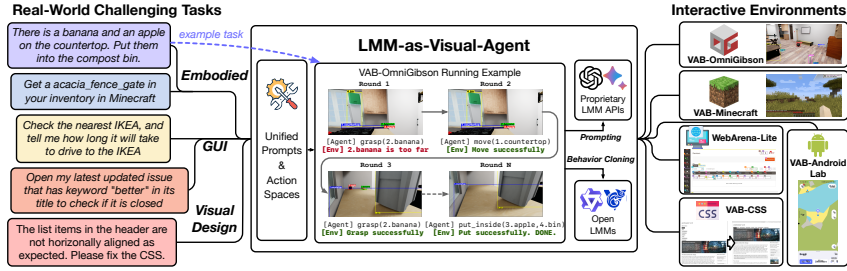 Real-World Challenging Tasks
There is a banana and an apple
on the countertop. Put them
into the compost bin.
Get a acacia_fence_gate in
your inventory in Minecraft
Check the nearest IKEA, and
tell me how long it will take
to drive to the IKEA
Open my latest updated issue
that has keyword "better" in its
title to check if it is closed
The list items in the header are
not horizonally aligned as
expected. Please fix the CSS.
example task
Embodied
GUI
Visual
Design
LMM-as-Visual-Agent
Unified
Prompts
&
Action
Spaces
VAB-OmniGibson Running Example
Round 1
[Agent] grasp(2.banana)
[Env] 2.banana is too far
Round 2
[Agent] move(1.countertop)
[Env] Move successfully
Round 3
[Agent] grasp(2.banana)
[Env] Grasp successfully
Round N
[Agent] put_inside(3.apple,4.bin)
[Env] Put successfully. DONE.
Proprietary
LMM APIs
Prompting
Behavior Cloning
Open
LMMs
Interactive Environments
VAB-OmniGibson
VAB-Minecraft
WebArena-Lite
VAB-CSS
CSS
VAB-Android
Lab